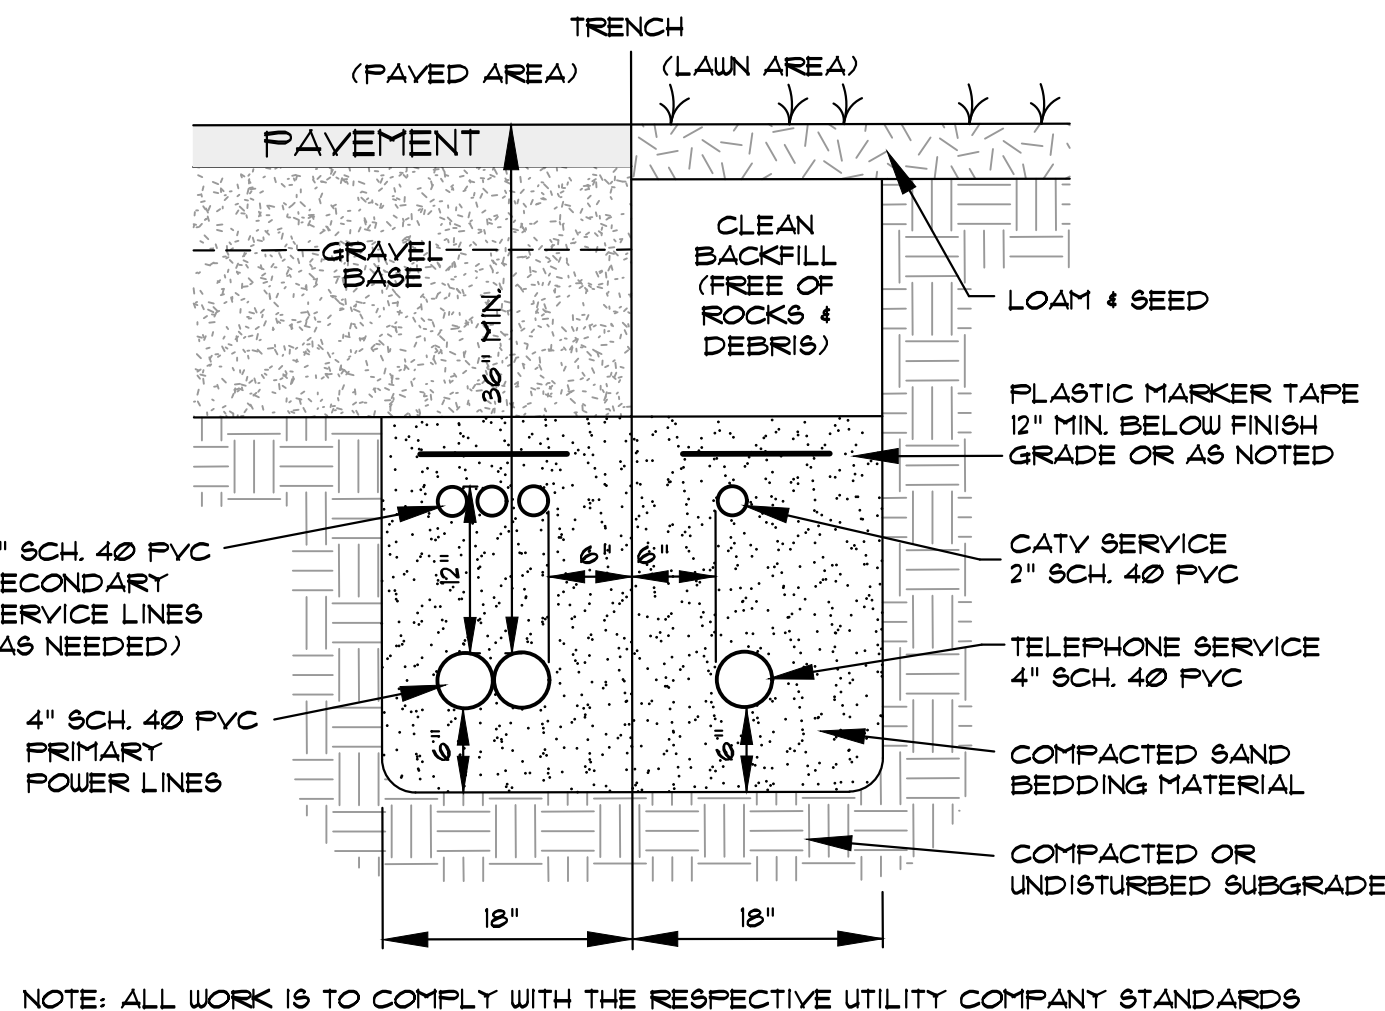 TRENCH
(PAVED AREA)
(LAWN AREA)
PAVEMENT
GRAVEL
BASE
36" MIN.
CLEAN
BACKFILL
(FREE OF
ROCKS &
DEBRIS)
LOAM & SEED
PLASTIC MARKER TAPE
12" MIN. BELOW FINISH
GRADE OR AS NOTED
" SCH. 40 PVC
ECONDARY
ERVICE LINES
AS NEEDED)
12"
6"
6"
CATV SERVICE
2" SCH. 40 PVC
TELEPHONE SERVICE
4" SCH. 40 PVC
4" SCH. 40 PVC
PRIMARY
POWER LINES
6"
6"
COMPACTED SAND
BEDDING MATERIAL
COMPACTED OR
UNDISTURBED SUBGRADE
18"
18"
NOTE: ALL WORK IS TO COMPLY WITH THE RESPECTIVE UTILITY COMPANY STANDARDS